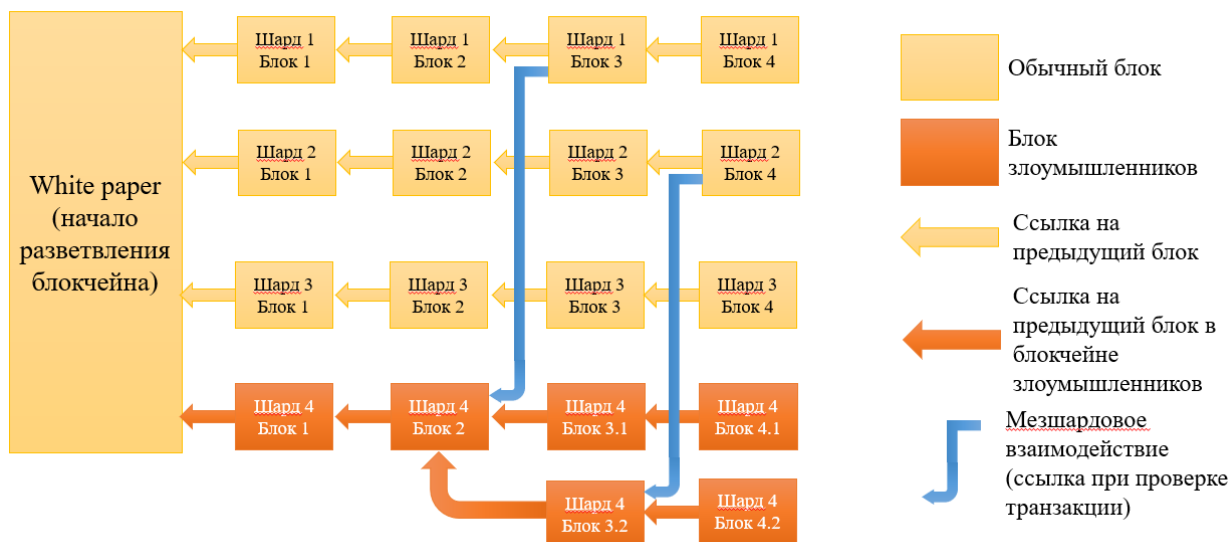 White paper
(начало
разветвления
блокчейна)
Шард 1
Блок 1
Шард 1
Блок 2
Шард 1
Блок 3
Шард 1
Блок 4
Шард 2
Блок 1
Шард 2
Блок 2
Шард 2
Блок 3
Шард 2
Блок 4
Шард 3
Блок 1
Шард 3
Блок 2
Шард 3
Блок 3
Шард 3
Блок 4
Шард 4
Блок 1
Шард 4
Блок 2
Шард 4
Блок 3.1
Шард 4
Блок 4.1
Шард 4
Блок 3.2
Шард 4
Блок 4.2
Обычный блок
Блок
злоумышленников
Ссылка на
предыдущий блок
Ссылка на
предыдущий блок в
блокчейне
злоумышленников
Мезшардовое
взаимодействие
(ссылка при проверке
транзакции)